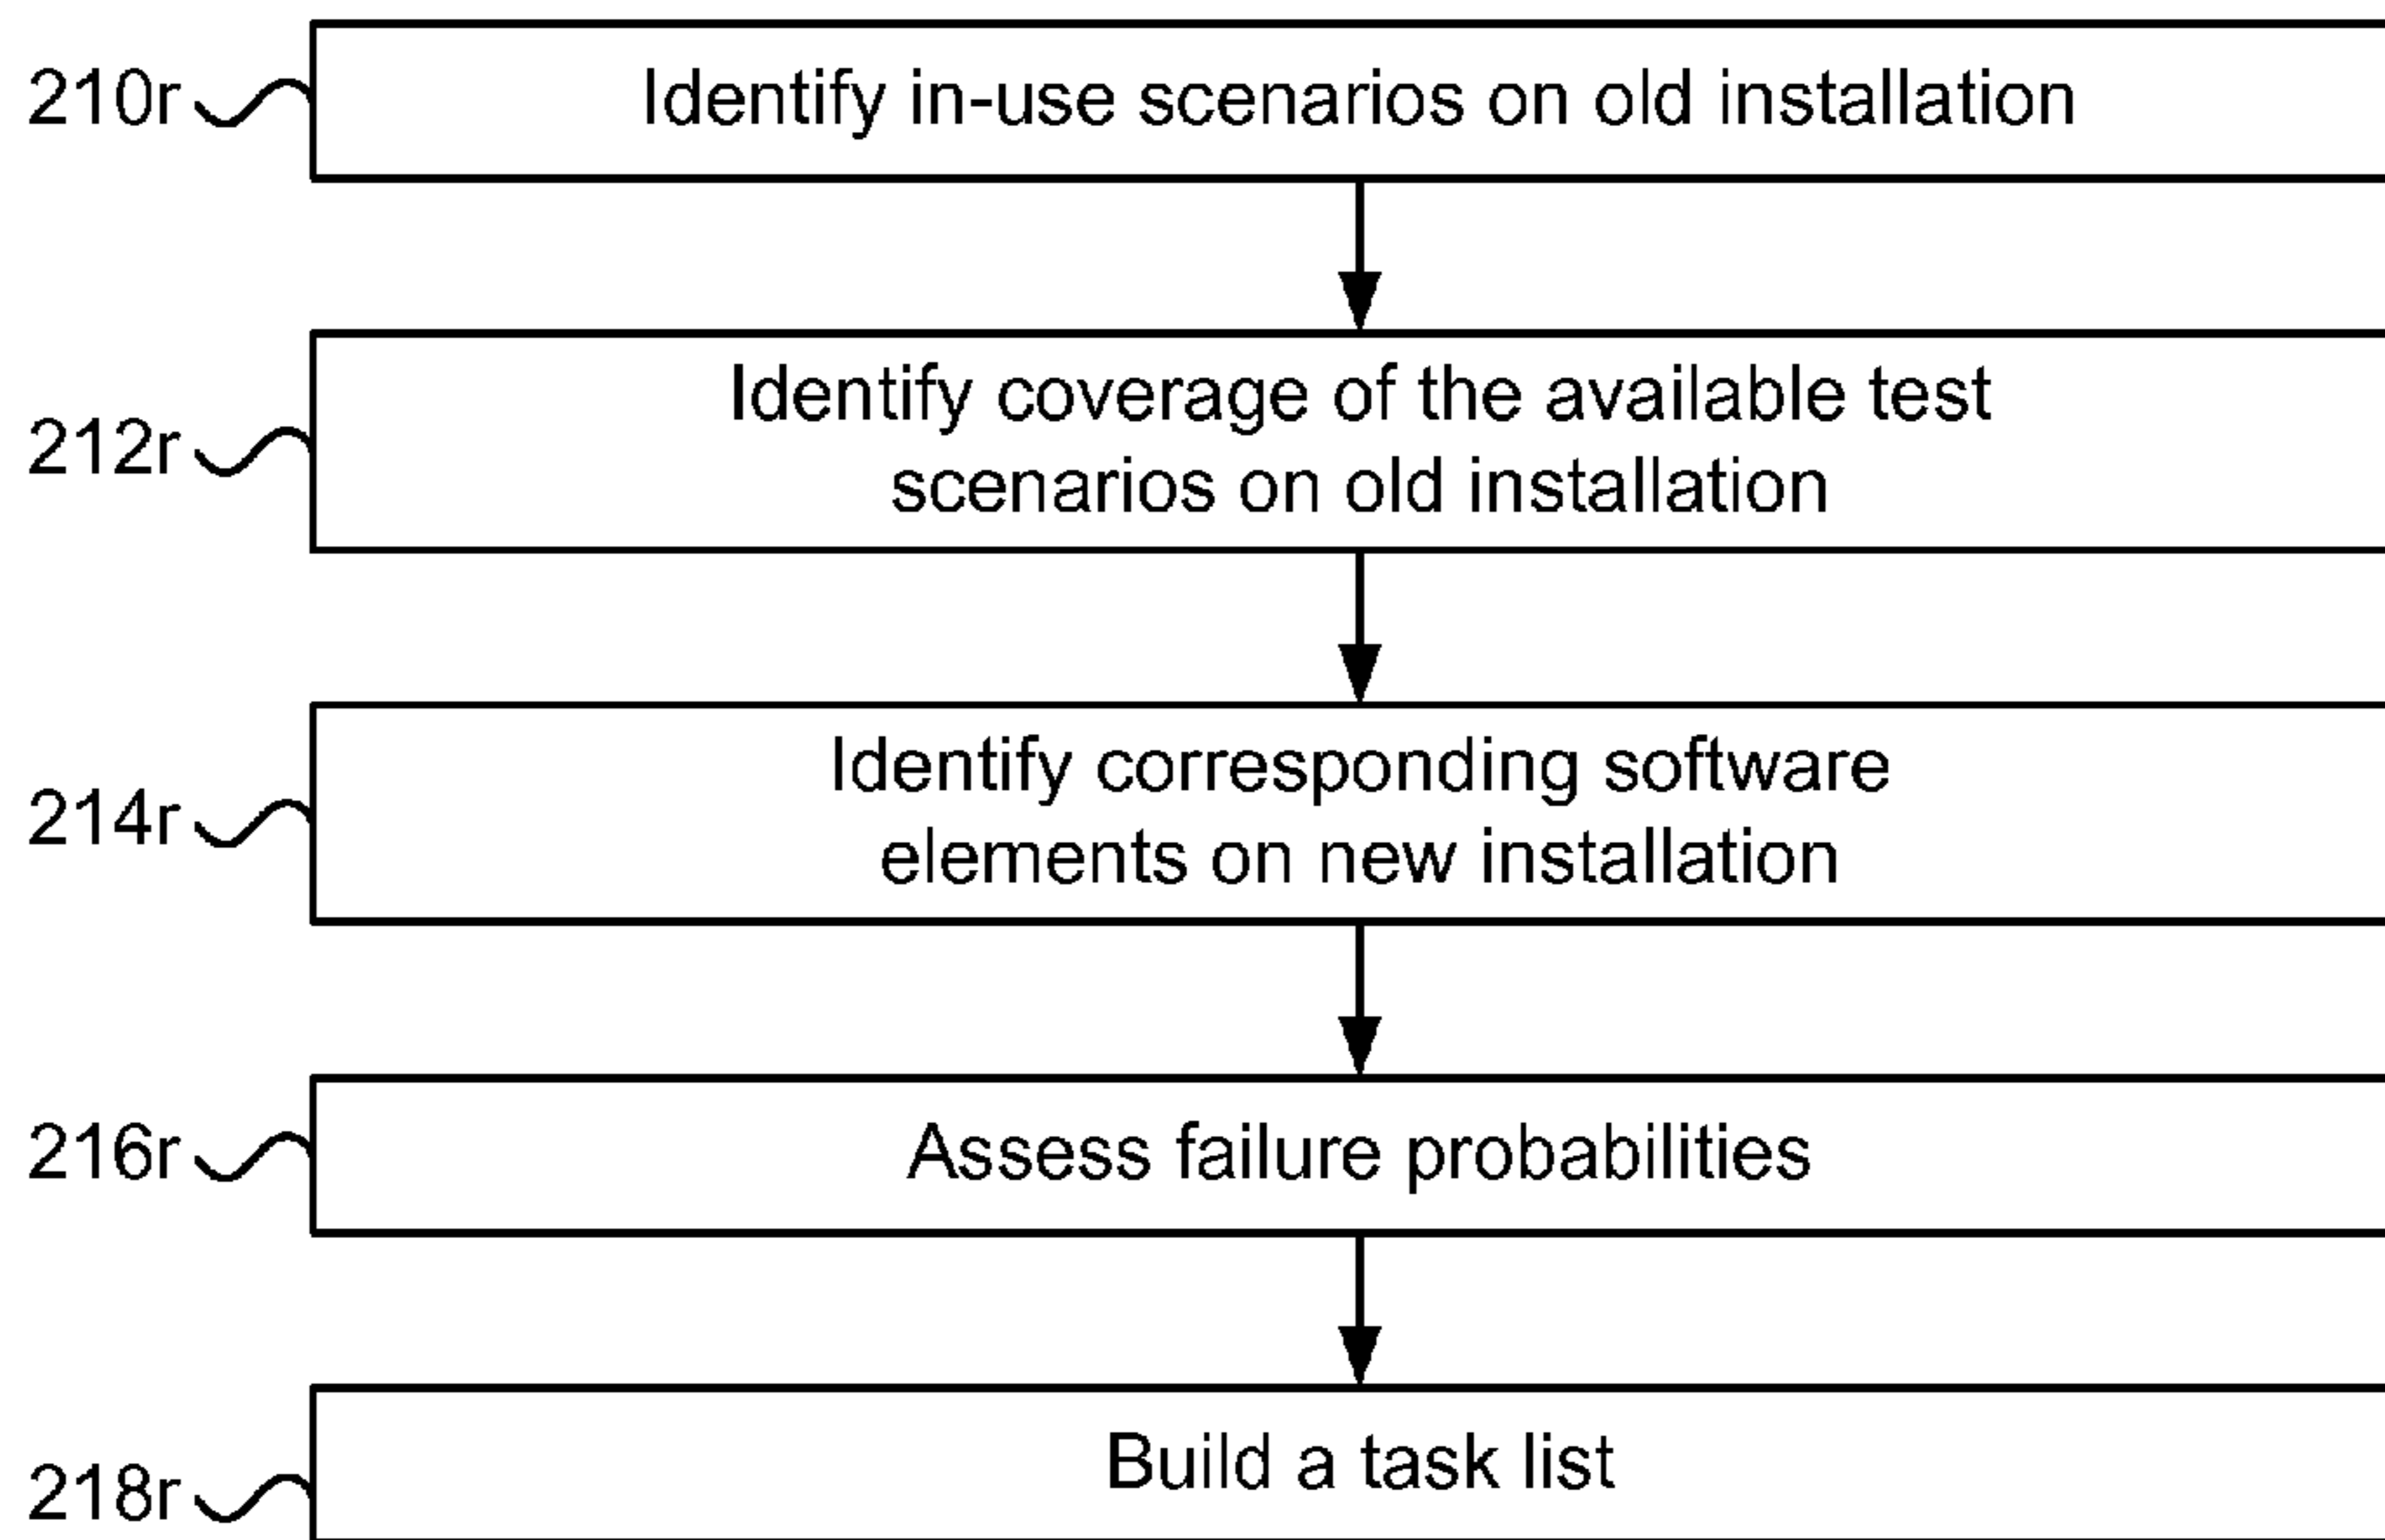 210r
Identify in-use scenarios on old installation
212r
Identify coverage of the available test
scenarios on old installation
214r
Identify corresponding software
elements on new installation
216r
Assess failure probabilities
218r
Build a task list